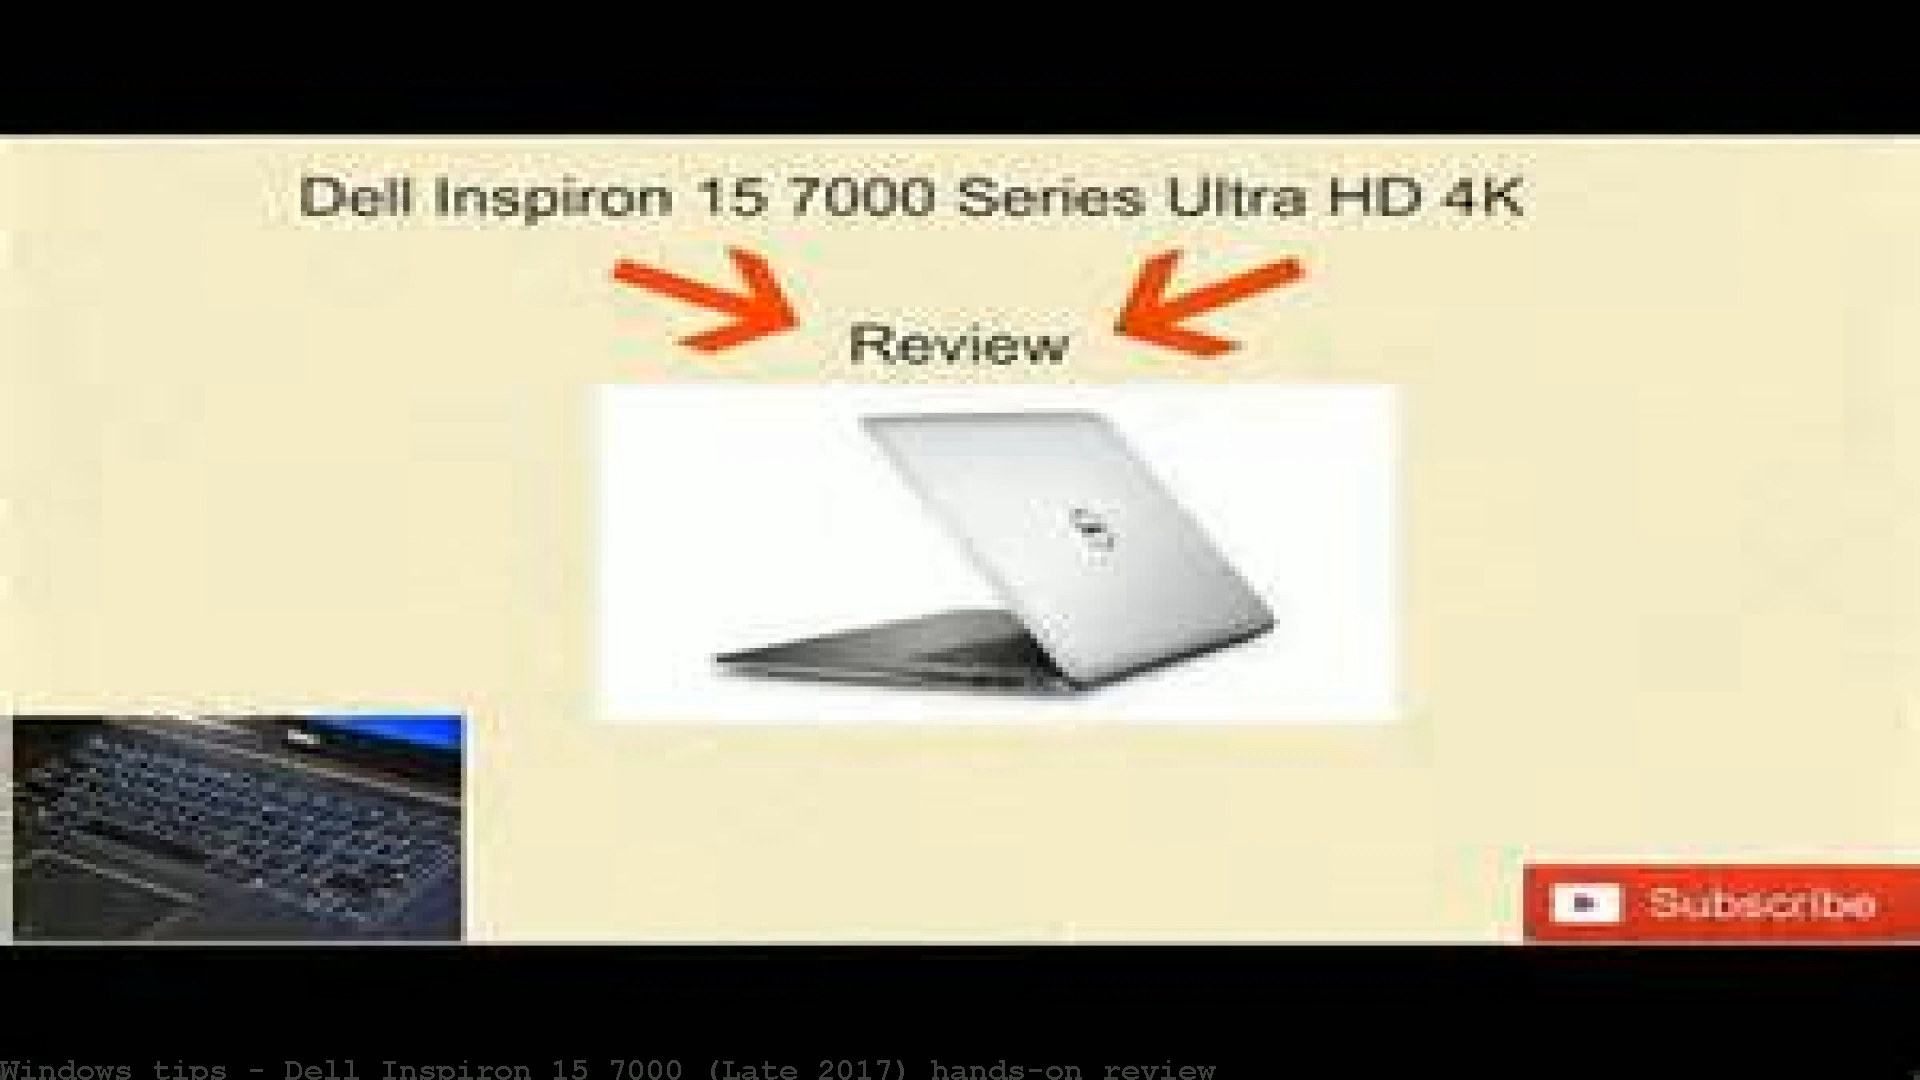 Dell Inspiron 15 7000 Series Ultra HD 4K
Review
Subscribe
Windows tips - Dell Inspiron 15 7000 (Late 2017) hands-on review